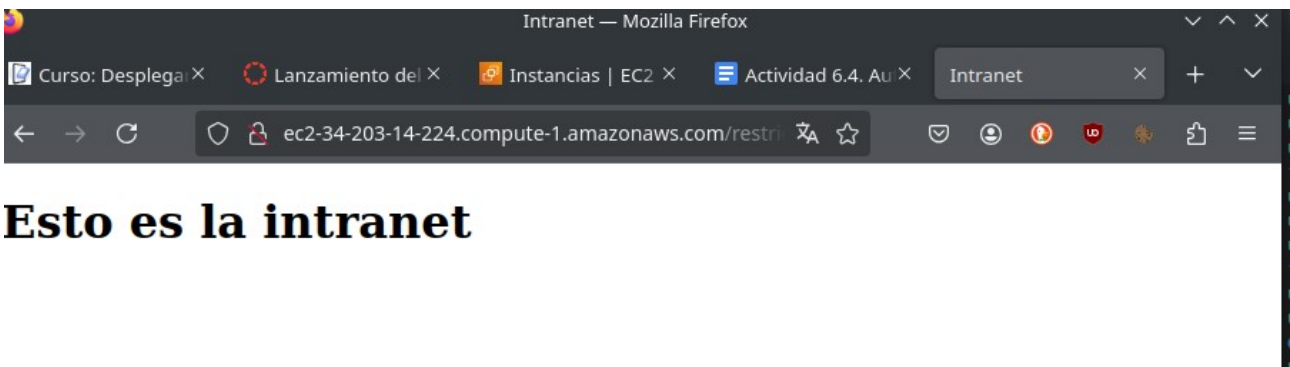 Intranet — Mozilla Firefox
Curso: Desplega
Lanzamiento del
Instancias | EC2
Actividad 6.4. Au
Intranet
ec2-34-203-14-224.compute-1.amazonaws.com/restri
Esto es la intranet